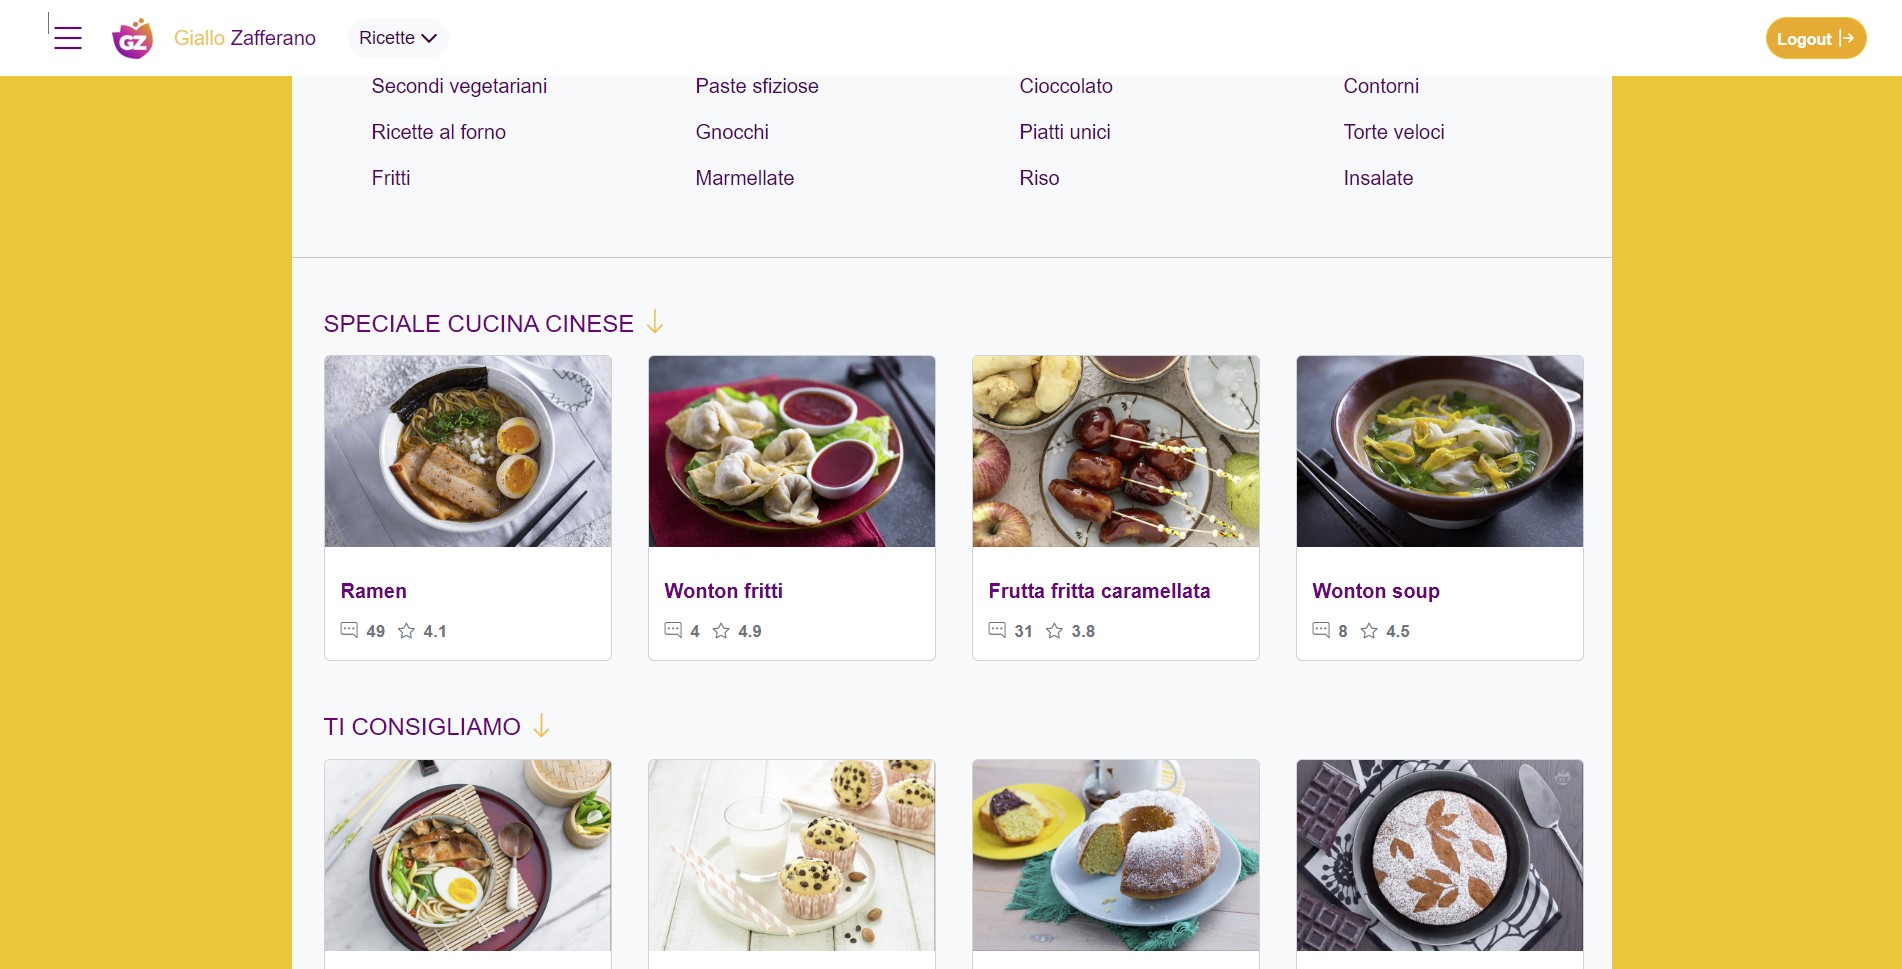 GZ Giallo Zafferano Ricette Logout
Secondi vegetariani Paste sfiziose Cioccolato Contorni
Ricette al forno Gnocchi Piatti unici Torte veloci
Fritti Marmellate Riso Insalate
SPECIALE CUCINA CINESE
Ramen Wonton fritti Frutta fritta caramellata Wonton soup
49 4.1 4 4.9 31 3.8 8 4.5
TI CONSIGLIAMO